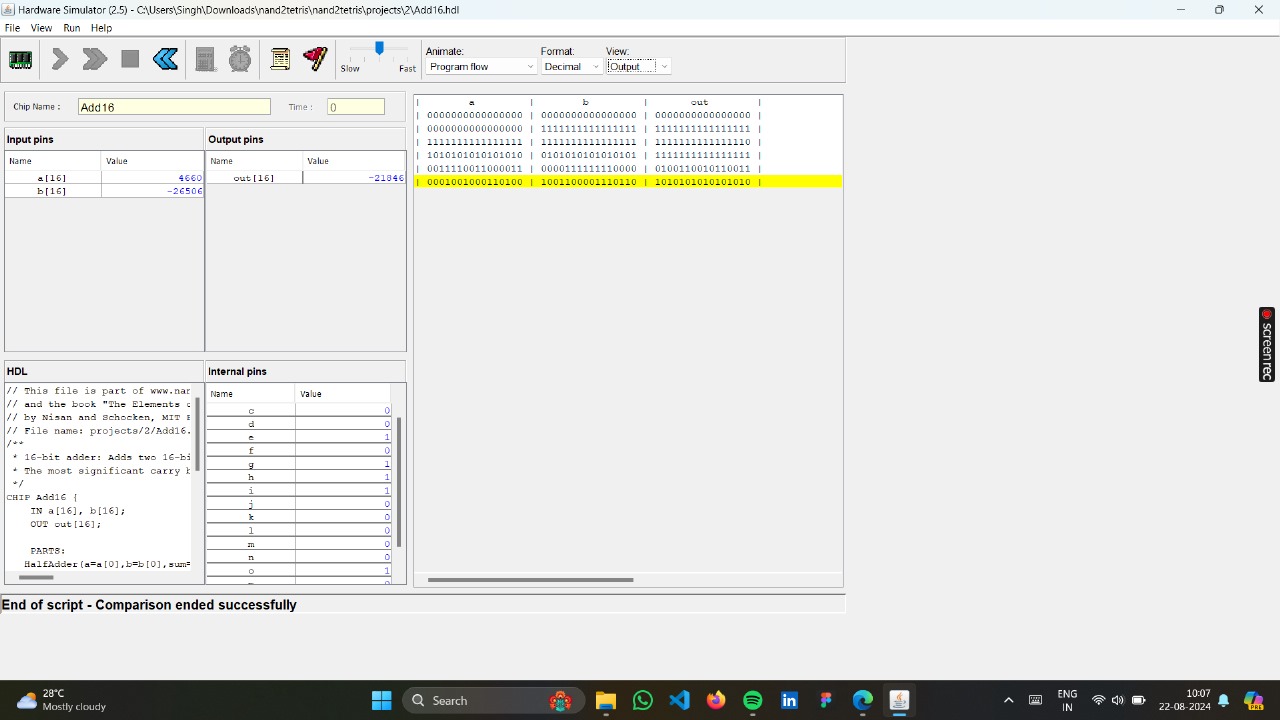 Hardware Simulator (2.5) - C:\Users\Singh\Downloads\nand2tetris\nand2tetris\projects\2\Add16.hdl
File View Run Help
Animate: Format: View:
Slow Fast Program flow Decimal Output
Chip Name : Add16 Time : 0
Input pins
Name Value
a[16] 4660
b[16] -26506
Output pins
Name Value
out[16] -21846
| a | b | out |
| 0000000000000000 | 0000000000000000 | 0000000000000000 |
| 0000000000000000 | 1111111111111111 | 1111111111111111 |
| 1111111111111111 | 1111111111111111 | 1111111111111110 |
| 1010101010101010 | 0101010101010101 | 1111111111111111 |
| 0011110011000011 | 0000111111110000 | 0100110010110011 |
| 0001001000110100 | 1001100001110110 | 1010101010101010 |
HDL
// This file is part of www.nan
// and the book "The Elements o
// by Nisan and Schocken, MIT P
// File name: projects/2/Add16.
/**
* 16-bit adder: Adds two 16-bi
* The most significant carry b
*/
CHIP Add16 {
IN a[16], b[16];
OUT out[16];
PARTS:
HalfAdder(a=a[0],b=b[0],sum=
Internal pins
Name Value
c 0
d 0
e 1
f 0
g 1
h 1
i 1
j 0
k 0
l 0
m 0
n 0
o 1
End of script - Comparison ended successfully
screen rec
28°C
Mostly cloudy
Search
ENG
IN
10:07
22-08-2024